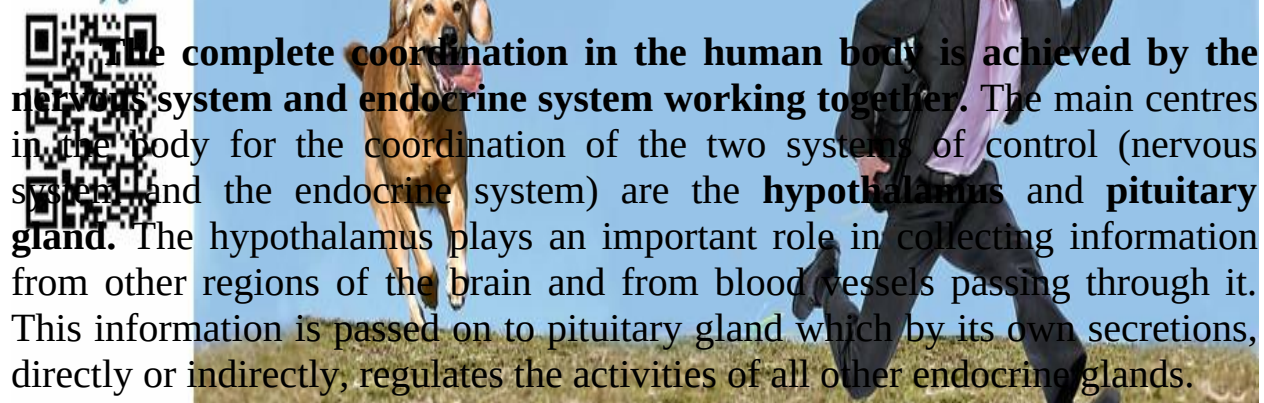 The complete coordination in the human body is achieved by the
nervous system and endocrine system working together. The main centres
in the body for the coordination of the two systems of control (nervous
system and the endocrine system) are the hypothalamus and pituitary
gland. The hypothalamus plays an important role in collecting information
from other regions of the brain and from blood vessels passing through it.
This information is passed on to pituitary gland which by its own secretions,
directly or indirectly, regulates the activities of all other endocrine glands.